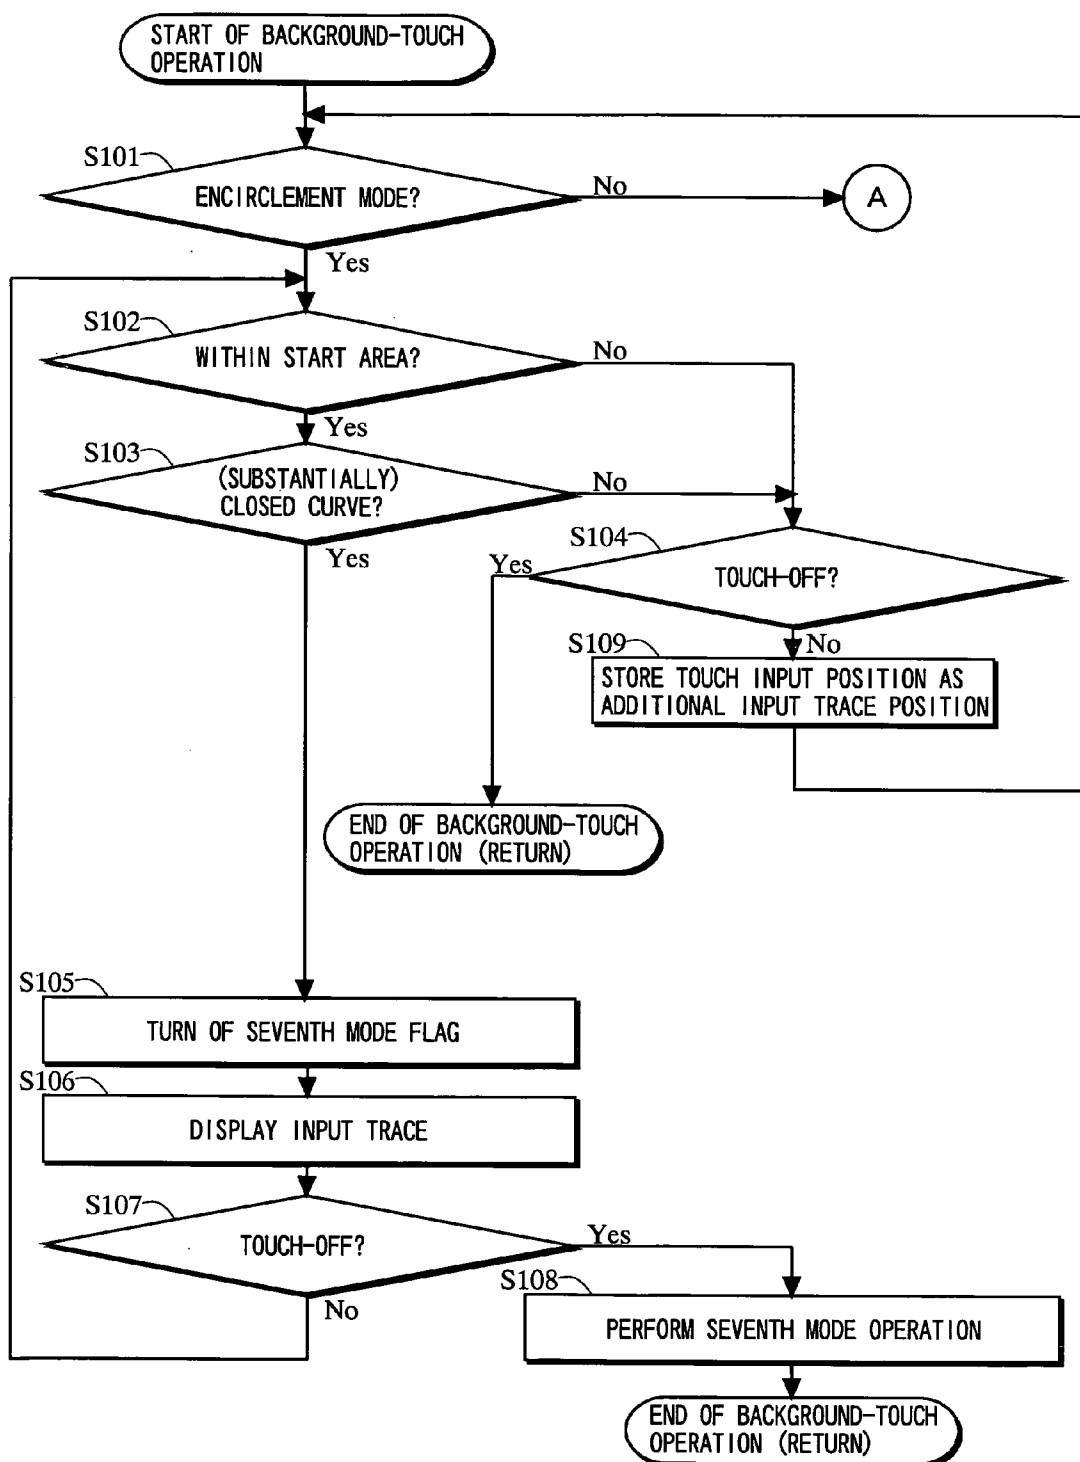 START OF BACKGROUND-TOUCH
OPERATION
S101
ENCIRCLEMENT MODE?
No
A
Yes
S102
WITHIN START AREA?
No
Yes
S103
(SUBSTANTIALLY)
CLOSED CURVE?
No
Yes
S104
TOUCH-OFF?
Yes
No
S109
STORE TOUCH INPUT POSITION AS
ADDITIONAL INPUT TRACE POSITION
END OF BACKGROUND-TOUCH
OPERATION (RETURN)
S105
TURN OF SEVENTH MODE FLAG
S106
DISPLAY INPUT TRACE
S107
TOUCH-OFF?
Yes
No
S108
PERFORM SEVENTH MODE OPERATION
END OF BACKGROUND-TOUCH
OPERATION (RETURN)